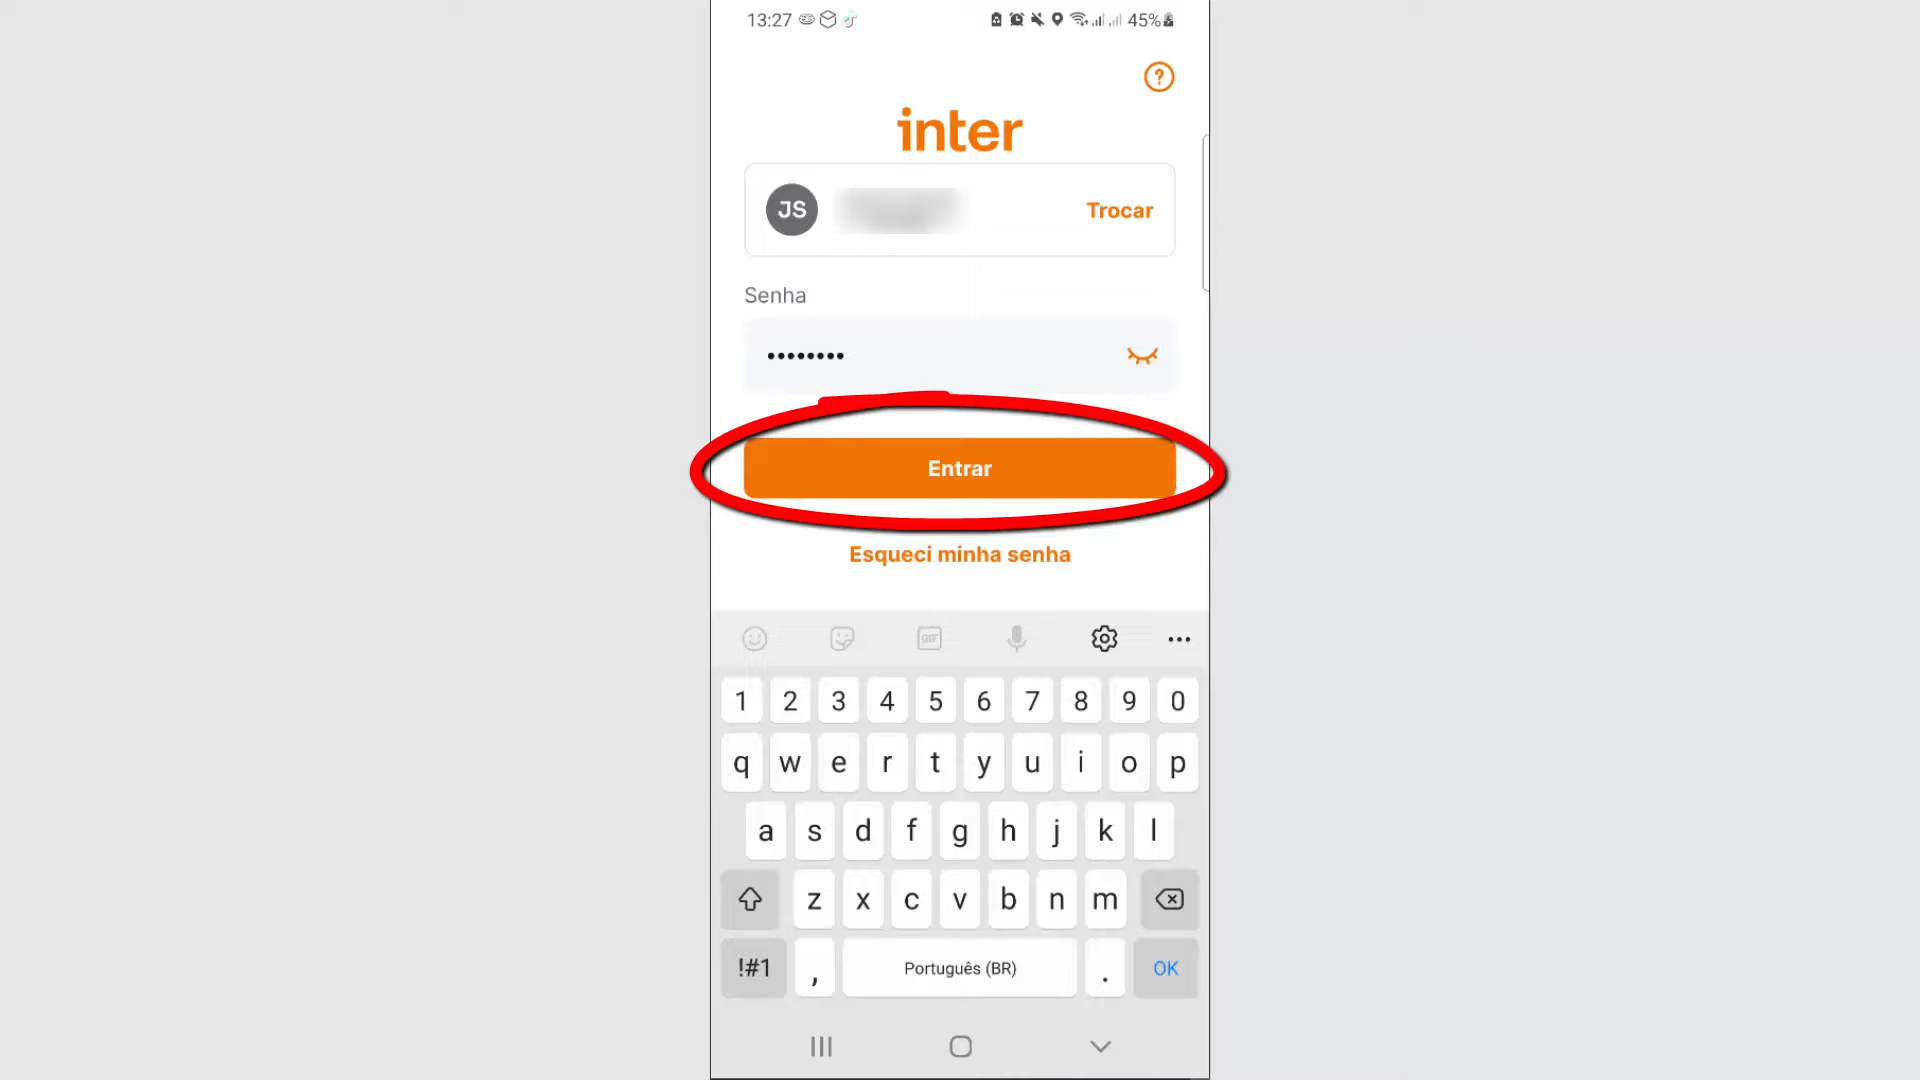 13:27 45%
?
inter
JS Trocar
Senha
••••••••
Entrar
Esqueci minha senha
GIF
1 2 3 4 5 6 7 8 9 0
q w e r t y u i o p
a s d f g h j k l
z x c v b n m
!#1 , Português (BR) . OK